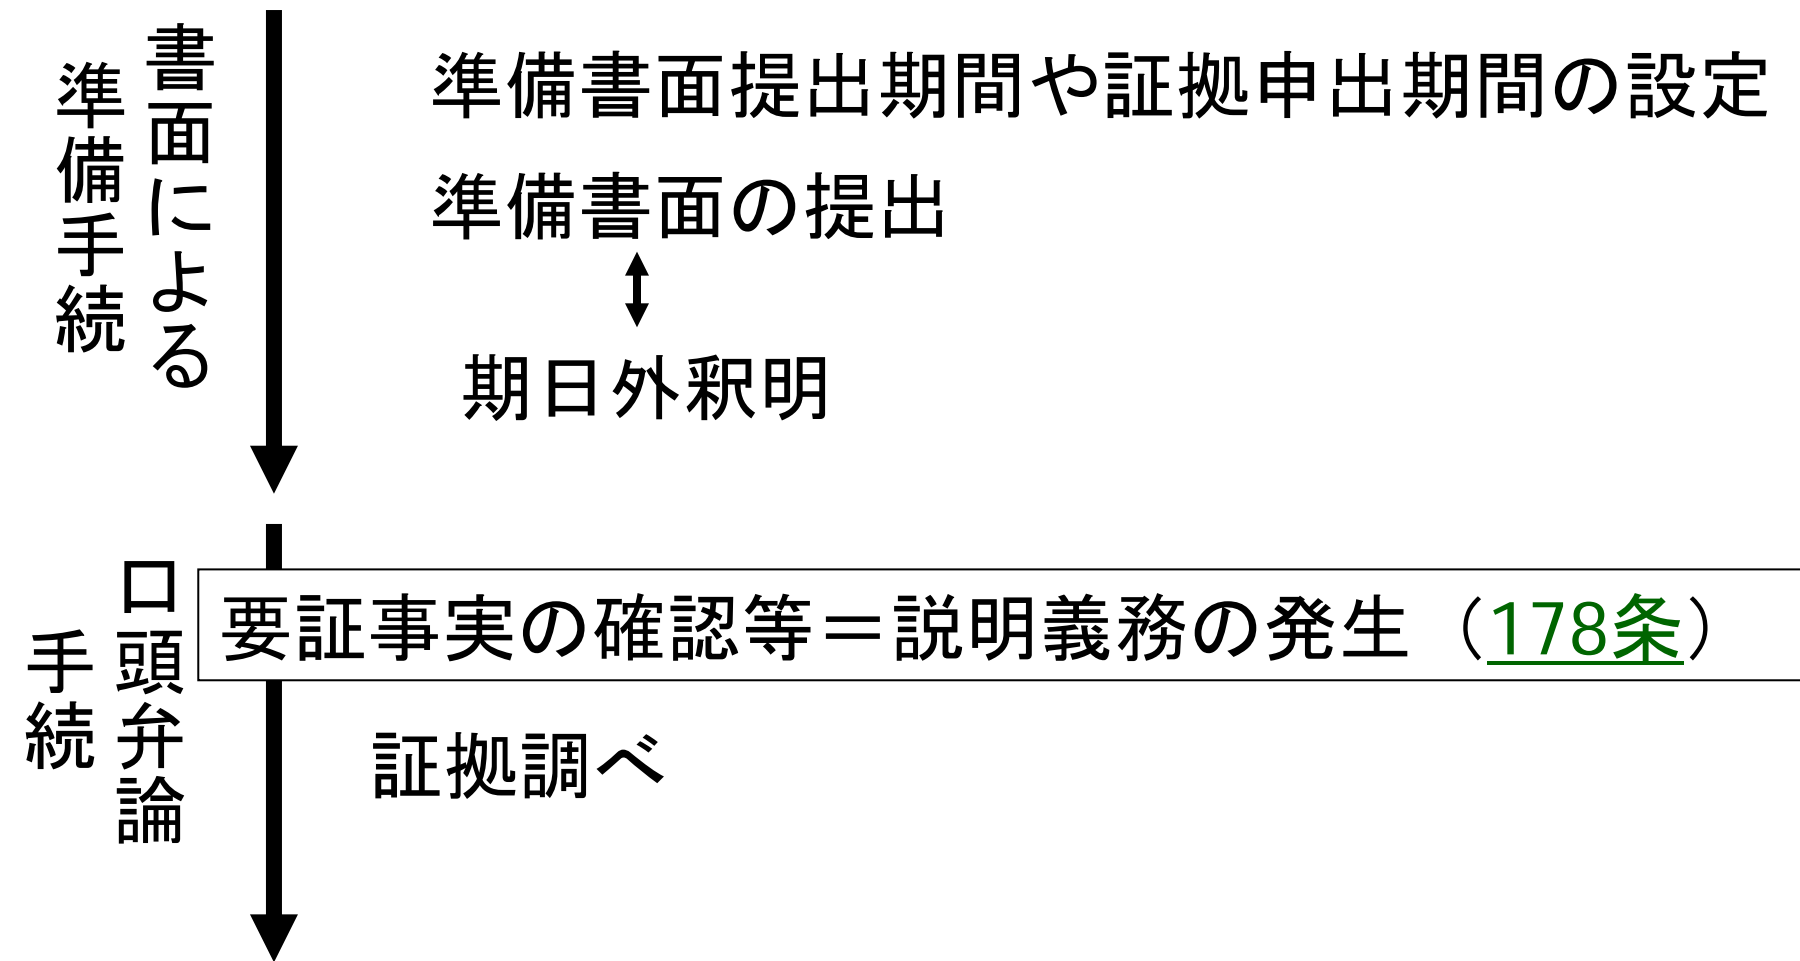 書面による
準備手続
準備書面提出期間や証拠申出期間の設定
準備書面の提出
期日外釈明
口頭弁論
手続
要証事実の確認等＝説明義務の発生（178条）
証拠調べ